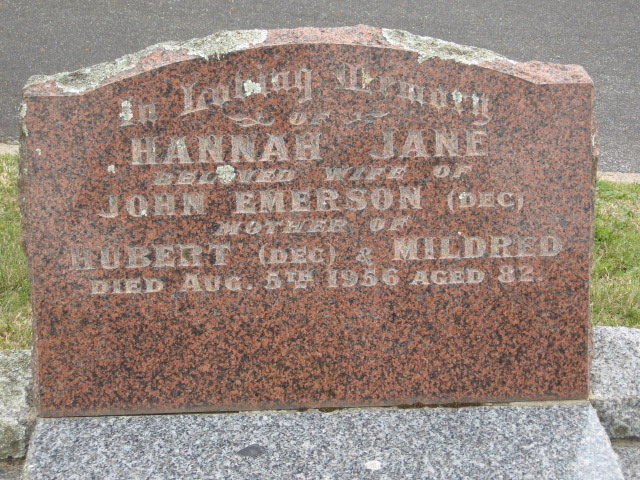 In Loving Memory
OF
HANNAH JANE
BELOVED WIFE OF
JOHN EMERSON (DEC)
MOTHER OF
HUBERT (DEC) & MILDRED
DIED AUG. 5TH 1956 AGED 82.